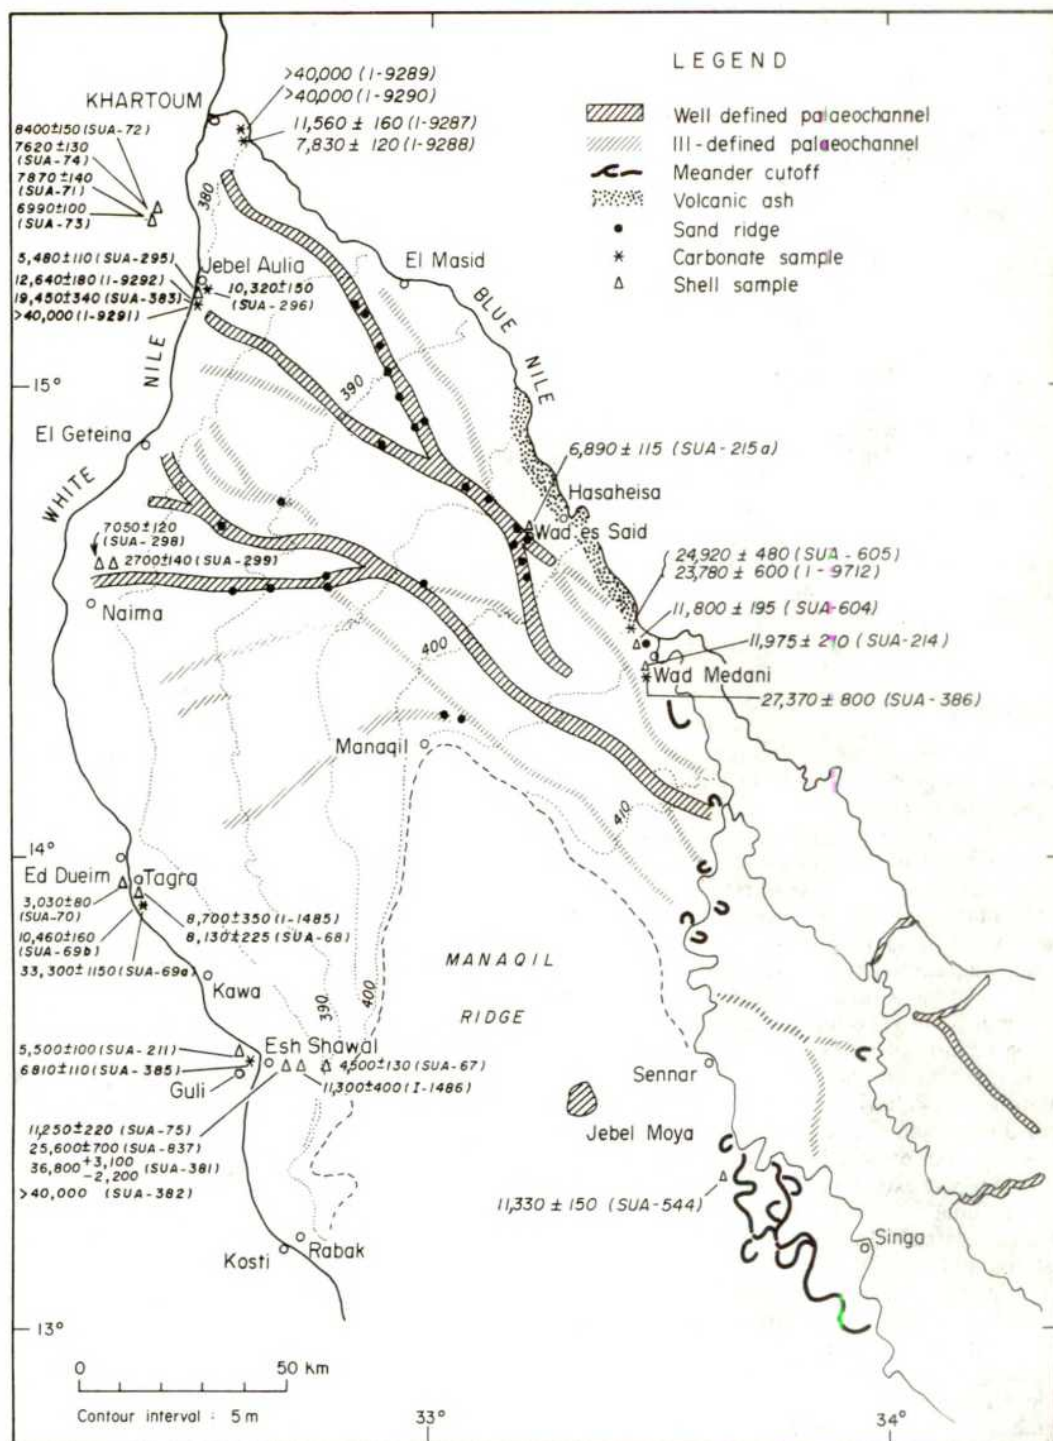 LEGEND
Well defined palaeochannel
Ill-defined palaeochannel
Meander cutoff
Volcanic ash
Sand ridge
Carbonate sample
Shell sample
>40,000 (I-9289)
>40,000 (I-9290)
KHARTOUM
11,560 ± 160 (I-9287)
7,830 ± 120 (I-9288)
8400±150 (SUA-72)
7620±130
(SUA-74)
7870±140
(SUA-71)
6990±100
(SUA-73)
380
5,480±110 (SUA-295)
12,640±180 (I-9292)
19,450±340 (SUA-383)
>40,000 (I-9291)
Jebel Aulia
10,320±150
(SUA-296)
El Masid
BLUE NILE
WHITE NILE
15°
390
El Geteina
6,890 ± 115 (SUA-215a)
Hasaheisa
Wad es Said
7050±120
(SUA-298)
2700±140 (SUA-299)
Naima
24,920 ± 480 (SUA-605)
23,780 ± 600 (I-9712)
11,800 ± 195 (SUA-604)
11,975 ± 210 (SUA-214)
Wad Medani
27,370 ± 800 (SUA-386)
400
Manaqil
410
14°
Ed Dueim
Tagra
3,030±80
(SUA-70)
8,700±350 (I-1485)
8,130±225 (SUA-68)
10,460±160
(SUA-69b)
33,300±1150 (SUA-69a)
Kawa
MANAQIL
RIDGE
390
400
5,500±100 (SUA-211)
6810±110 (SUA-385)
Guli
Esh Shawal
4,500±130 (SUA-67)
11,300±400 (I-1486)
Sennar
Jebel Moya
11,250±220 (SUA-75)
25,600±700 (SUA-837)
36,800 +3,100 -2,200 (SUA-381)
>40,000 (SUA-382)
11,330 ± 150 (SUA-544)
Kosti
Rabak
Singa
13°
0 50 km
Contour interval : 5 m
33°
34°